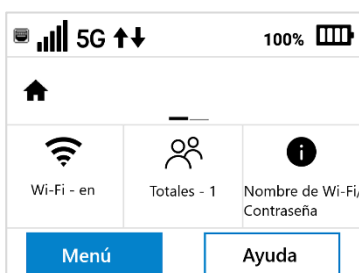 5G 100%
Wi-Fi - en Totales - 1 Nombre de Wi-Fi/
Contraseña
Menú Ayuda